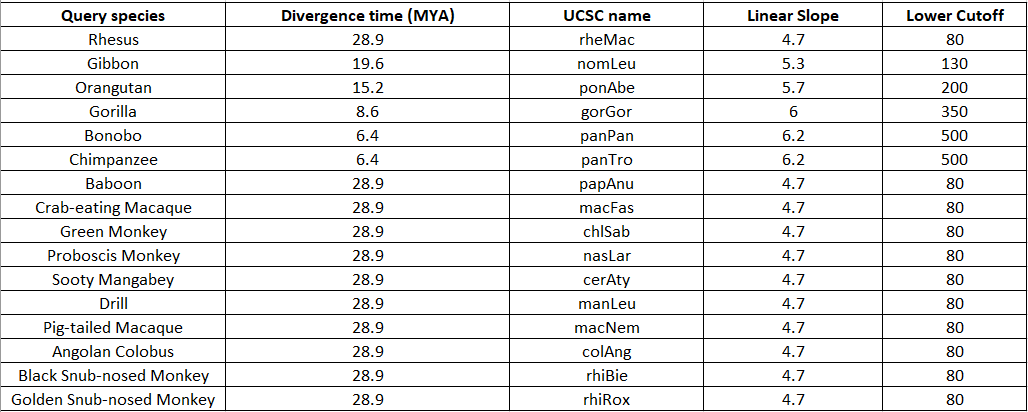 Query species Divergence time (MYA) UCSC name Linear Slope Lower Cutoff
Rhesus 28.9 rheMac 4.7 80
Gibbon 19.6 nomLeu 5.3 130
Orangutan 15.2 ponAbe 5.7 200
Gorilla 8.6 gorGor 6 350
Bonobo 6.4 panPan 6.2 500
Chimpanzee 6.4 panTro 6.2 500
Baboon 28.9 papAnu 4.7 80
Crab-eating Macaque 28.9 macFas 4.7 80
Green Monkey 28.9 chlSab 4.7 80
Proboscis Monkey 28.9 nasLar 4.7 80
Sooty Mangabey 28.9 cerAty 4.7 80
Drill 28.9 manLeu 4.7 80
Pig-tailed Macaque 28.9 macNem 4.7 80
Angolan Colobus 28.9 colAng 4.7 80
Black Snub-nosed Monkey 28.9 rhiBie 4.7 80
Golden Snub-nosed Monkey 28.9 rhiRox 4.7 80